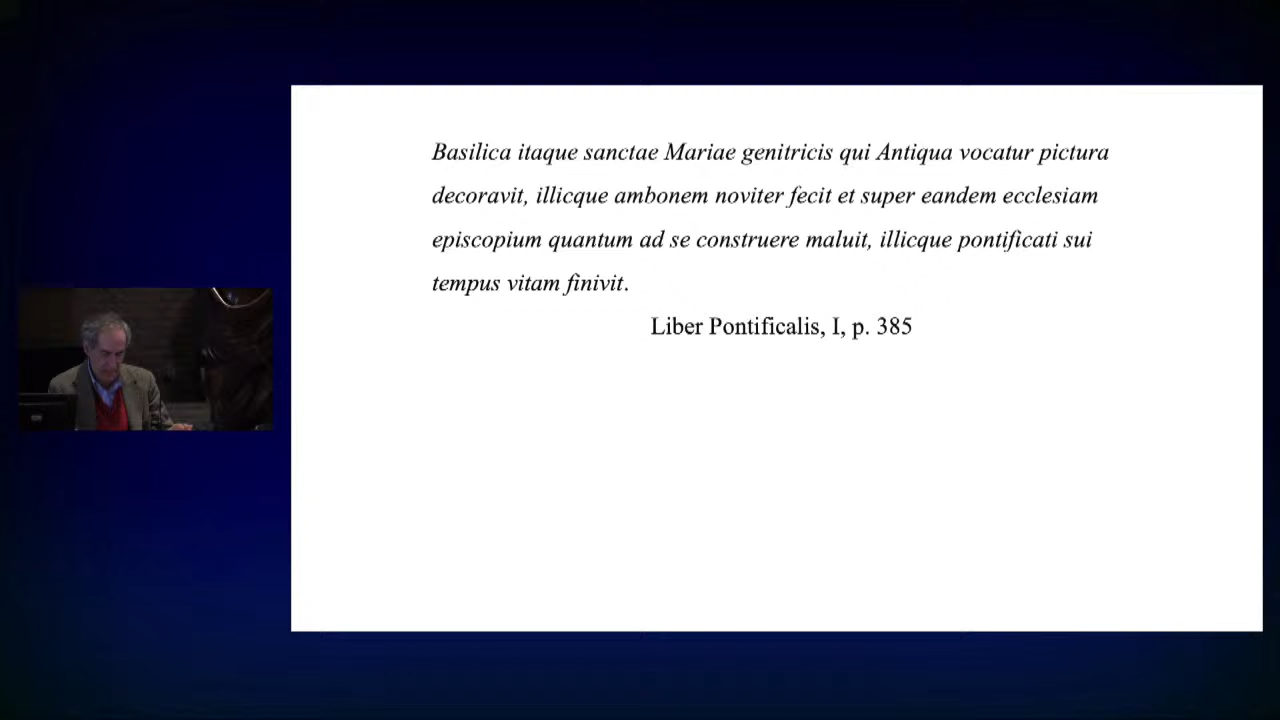 Basilica itaque sanctae Mariae genitricis qui Antiqua vocatur pictura
decoravit, illicque ambonem noviter fecit et super eandem ecclesiam
episcopium quantum ad se construere maluit, illicque pontificati sui
tempus vitam finivit.
Liber Pontificalis, I, p. 385